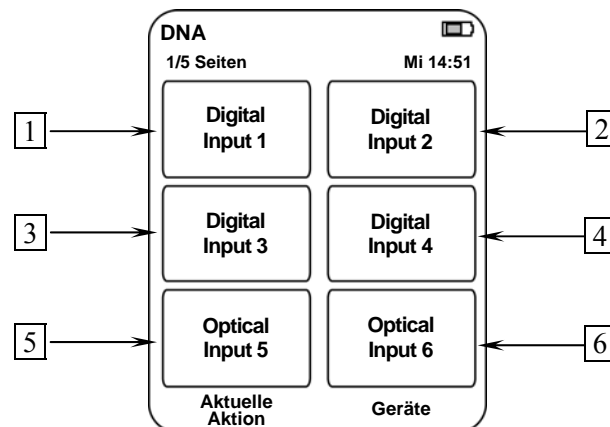 DNA
1/5 Seiten Mi 14:51
1 Digital Input 1 Digital Input 2 2
3 Digital Input 3 Digital Input 4 4
5 Optical Input 5 Optical Input 6 6
Aktuelle Aktion Geräte